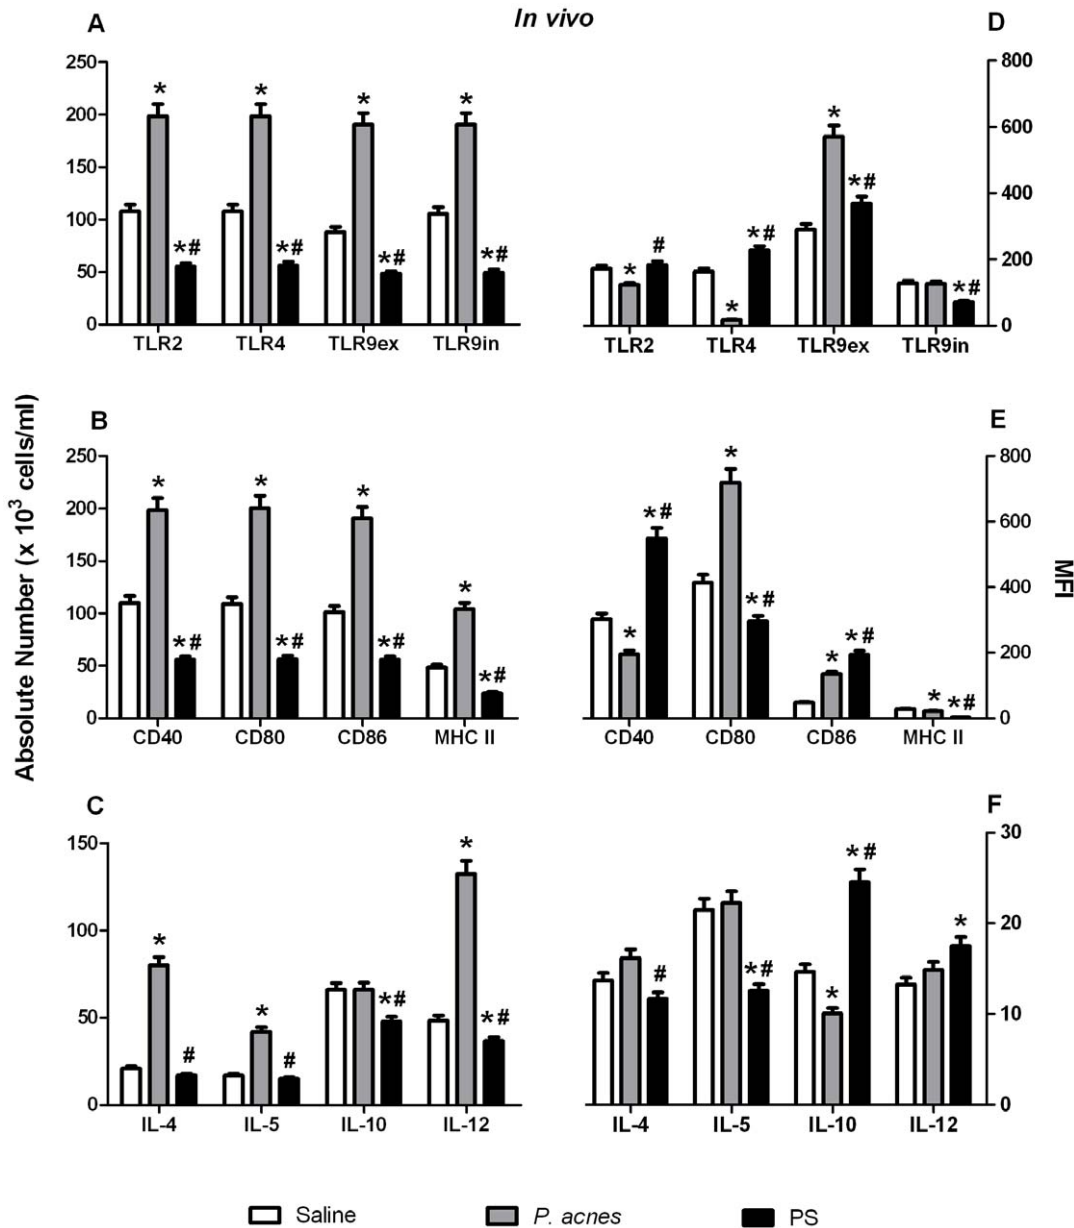 In vivo
A
D
250
200
150
100
50
0
* * * *
*# *# *# *#
TLR2 TLR4 TLR9ex TLR9in
800
600
400
200
0
* # * *# * *# *#
TLR2 TLR4 TLR9ex TLR9in
Absolute Number (x 10³ cells/ml)
B
E
250
200
150
100
50
0
* * * *
*# *# *# *#
CD40 CD80 CD86 MHC II
800
600
400
200
0
MFI
* *# * *# * *# * *#
CD40 CD80 CD86 MHC II
C
F
150
100
50
0
* # * # *# * *#
IL-4 IL-5 IL-10 IL-12
30
20
10
0
# *# * *# *
IL-4 IL-5 IL-10 IL-12
Saline P. acnes PS